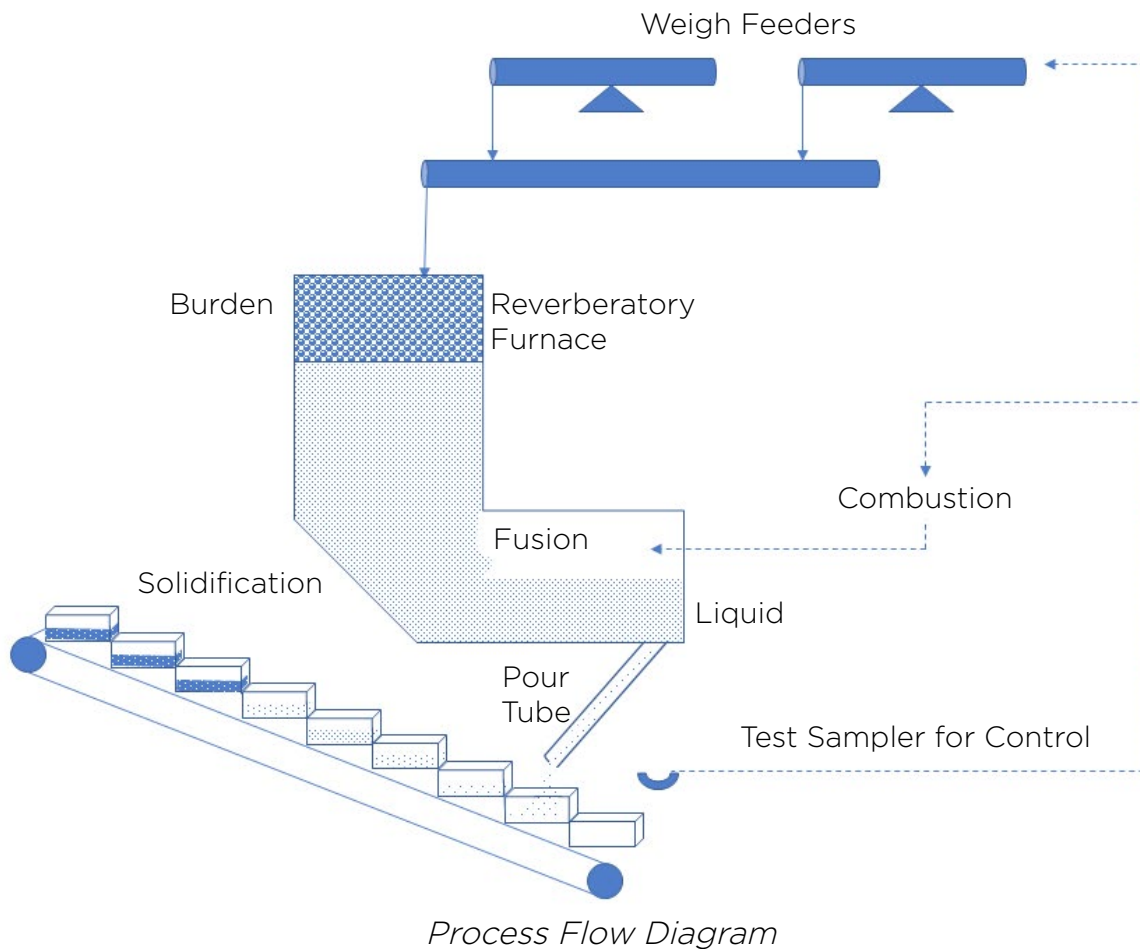 Weigh Feeders
Burden
Reverberatory
Furnace
Combustion
Fusion
Solidification
Liquid
Pour
Tube
Test Sampler for Control
Process Flow Diagram